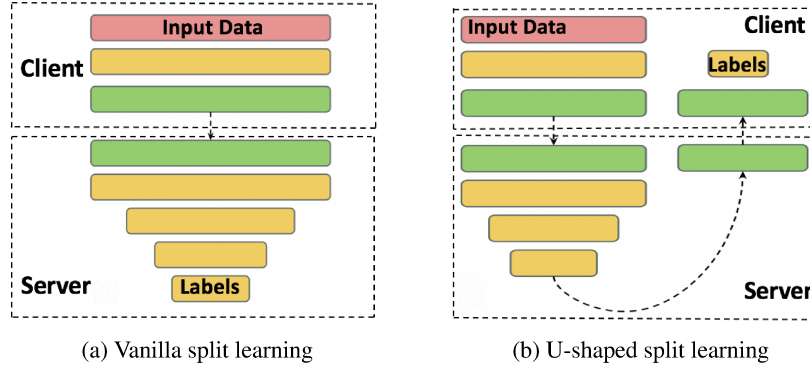 Input Data
Client
Server
Labels
(a) Vanilla split learning
Input Data
Client
Labels
Server
(b) U-shaped split learning